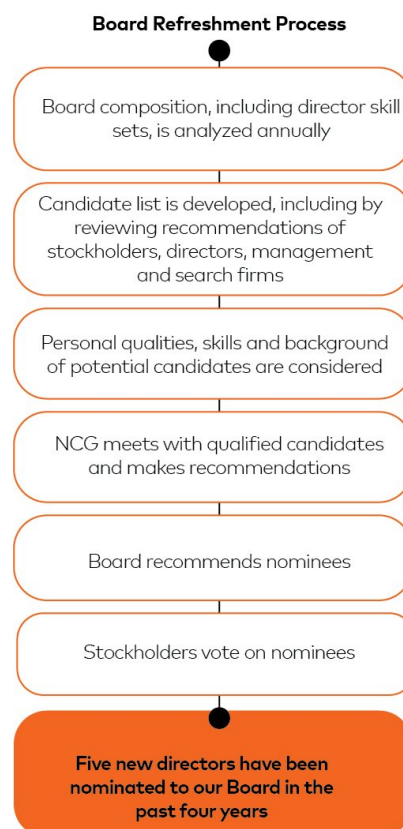 Board Refreshment Process
Board composition, including director skill
sets, is analyzed annually
Candidate list is developed, including by
reviewing recommendations of
stockholders, directors, management
and search firms
Personal qualities, skills and background
of potential candidates are considered
NCG meets with qualified candidates
and makes recommendations
Board recommends nominees
Stockholders vote on nominees
Five new directors have been
nominated to our Board in the
past four years